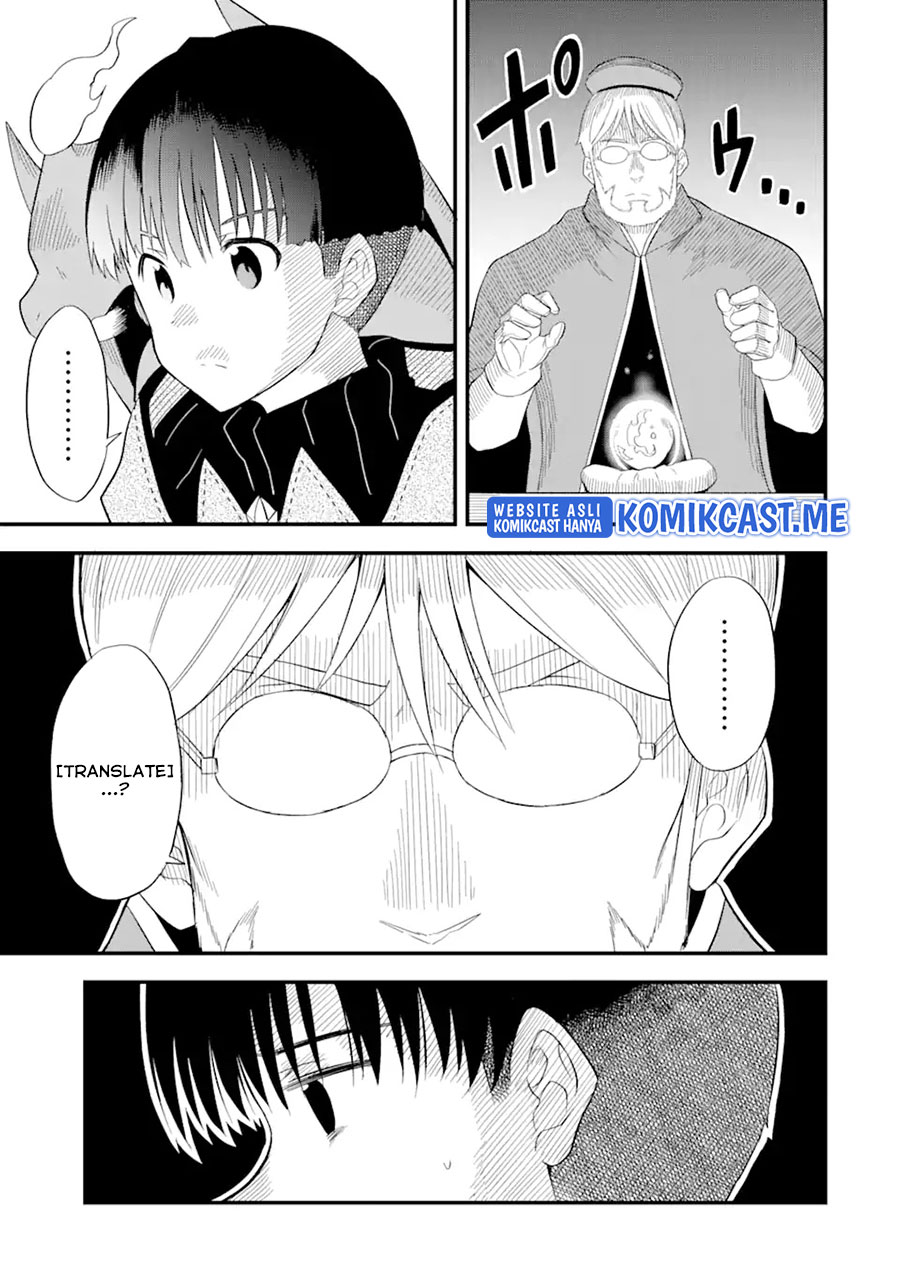 ポゥ...
WEBSITE ASLI
KOMIKCAST HANYA
KOMIKCAST.ME
.........
.........
[TRANSLATE]
...?